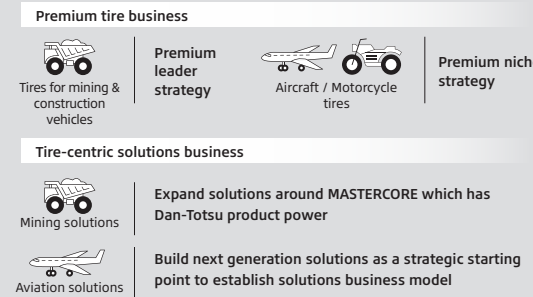 Premium tire business
Tires for mining &
construction
vehicles
Premium
leader
strategy
Aircraft / Motorcycle
tires
Premium nich
strategy
Tire-centric solutions business
Mining solutions
Expand solutions around MASTERCORE which has
Dan-Totsu product power
Aviation solutions
Build next generation solutions as a strategic starting
point to establish solutions business model